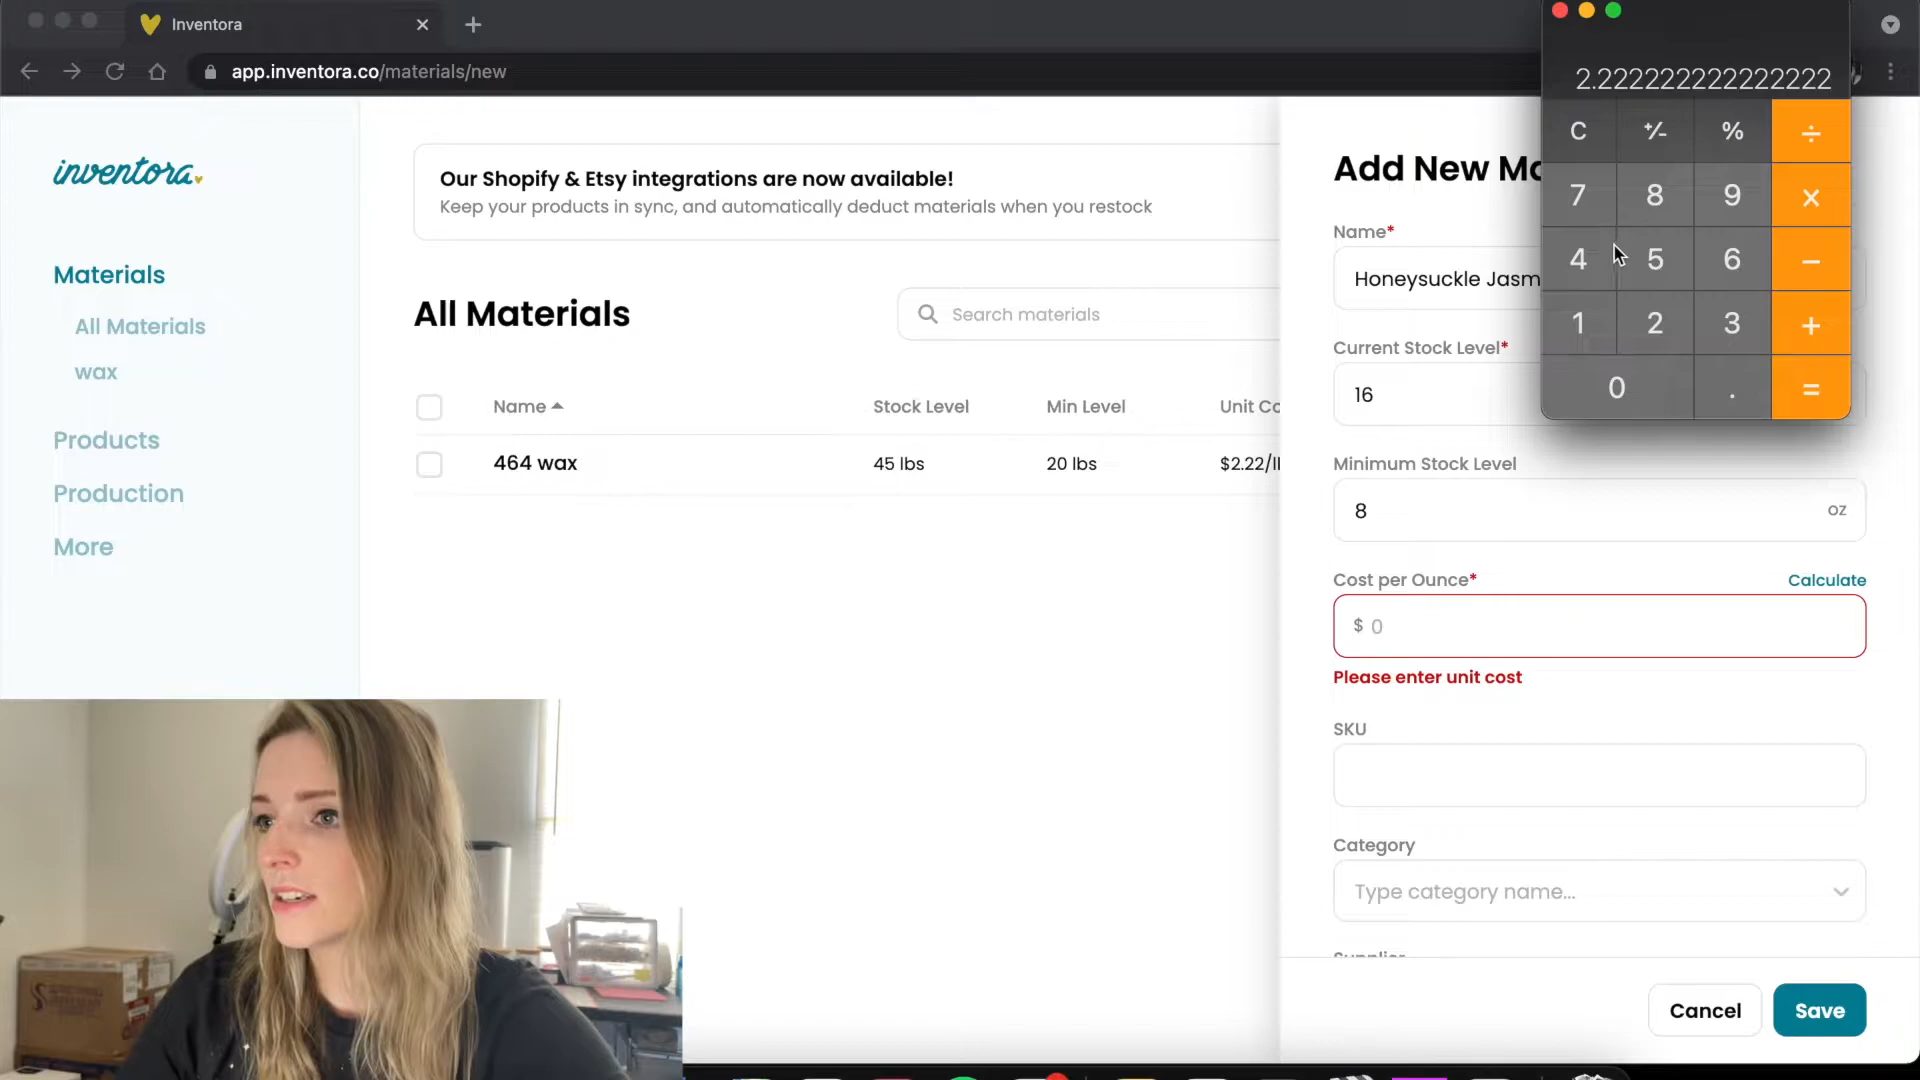 Inventora
app.inventora.co/materials/new
inventora
Materials
All Materials
wax
Products
Production
More
Our Shopify & Etsy integrations are now available!
Keep your products in sync, and automatically deduct materials when you restock
All Materials
Search materials
Name
Stock Level
Min Level
Unit Co
464 wax
45 lbs
20 lbs
$2.22/l
Add New Ma
Name*
Honeysuckle Jasm
Current Stock Level*
16
Minimum Stock Level
8
oz
Cost per Ounce*
Calculate
$ 0
Please enter unit cost
SKU
Category
Type category name...
Supplier
Cancel
Save
2.222222222222222
C +/- % ÷
7 8 9 ×
4 5 6 −
1 2 3 +
0 . =